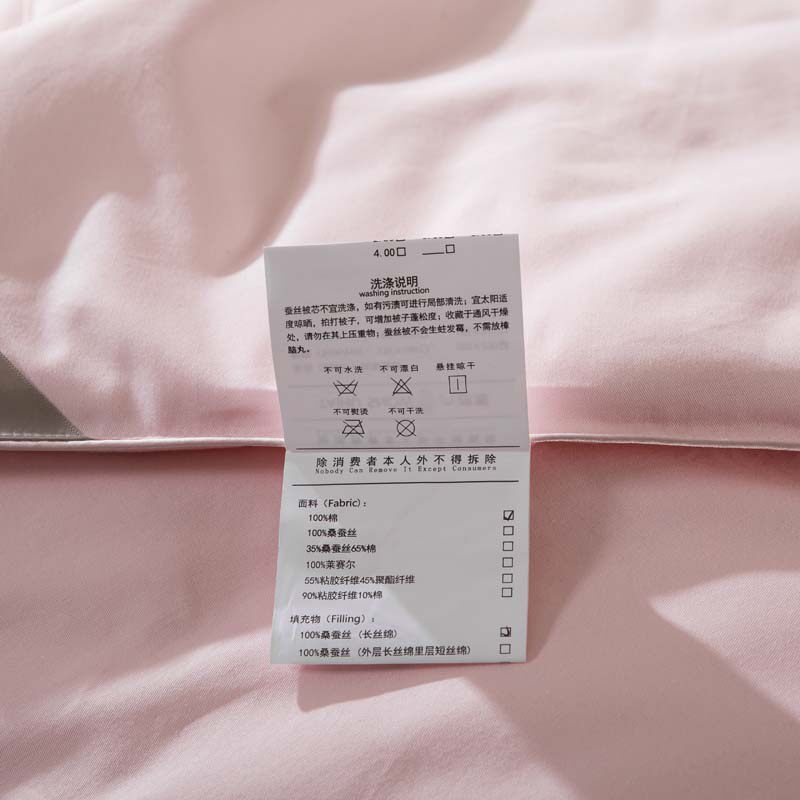 4.00□ ___□
洗涤说明
washing instruction
蚕丝被芯不宜洗涤,如有污渍可进行局部清洗;宜太阳适
度晾晒,拍打被子,可增加被子蓬松度;收藏于通风干燥
处,请勿在其上压重物;蚕丝被不会生蛀发霉,不需放樟
脑丸。
不可水洗 不可漂白 悬挂晾干
不可熨烫 不可干洗
除消费者本人外不得拆除
Nobody Can Remove It Except Consumers
面料(Fabric):
100%棉 ☑
100%桑蚕丝 □
35%桑蚕丝65%棉 □
100%莱赛尔 □
55%粘胶纤维45%聚酯纤维 □
90%粘胶纤维10%棉 □
填充物(Filling):
100%桑蚕丝(长丝绵) ☑
100%桑蚕丝(外层长丝绵里层短丝绵) □